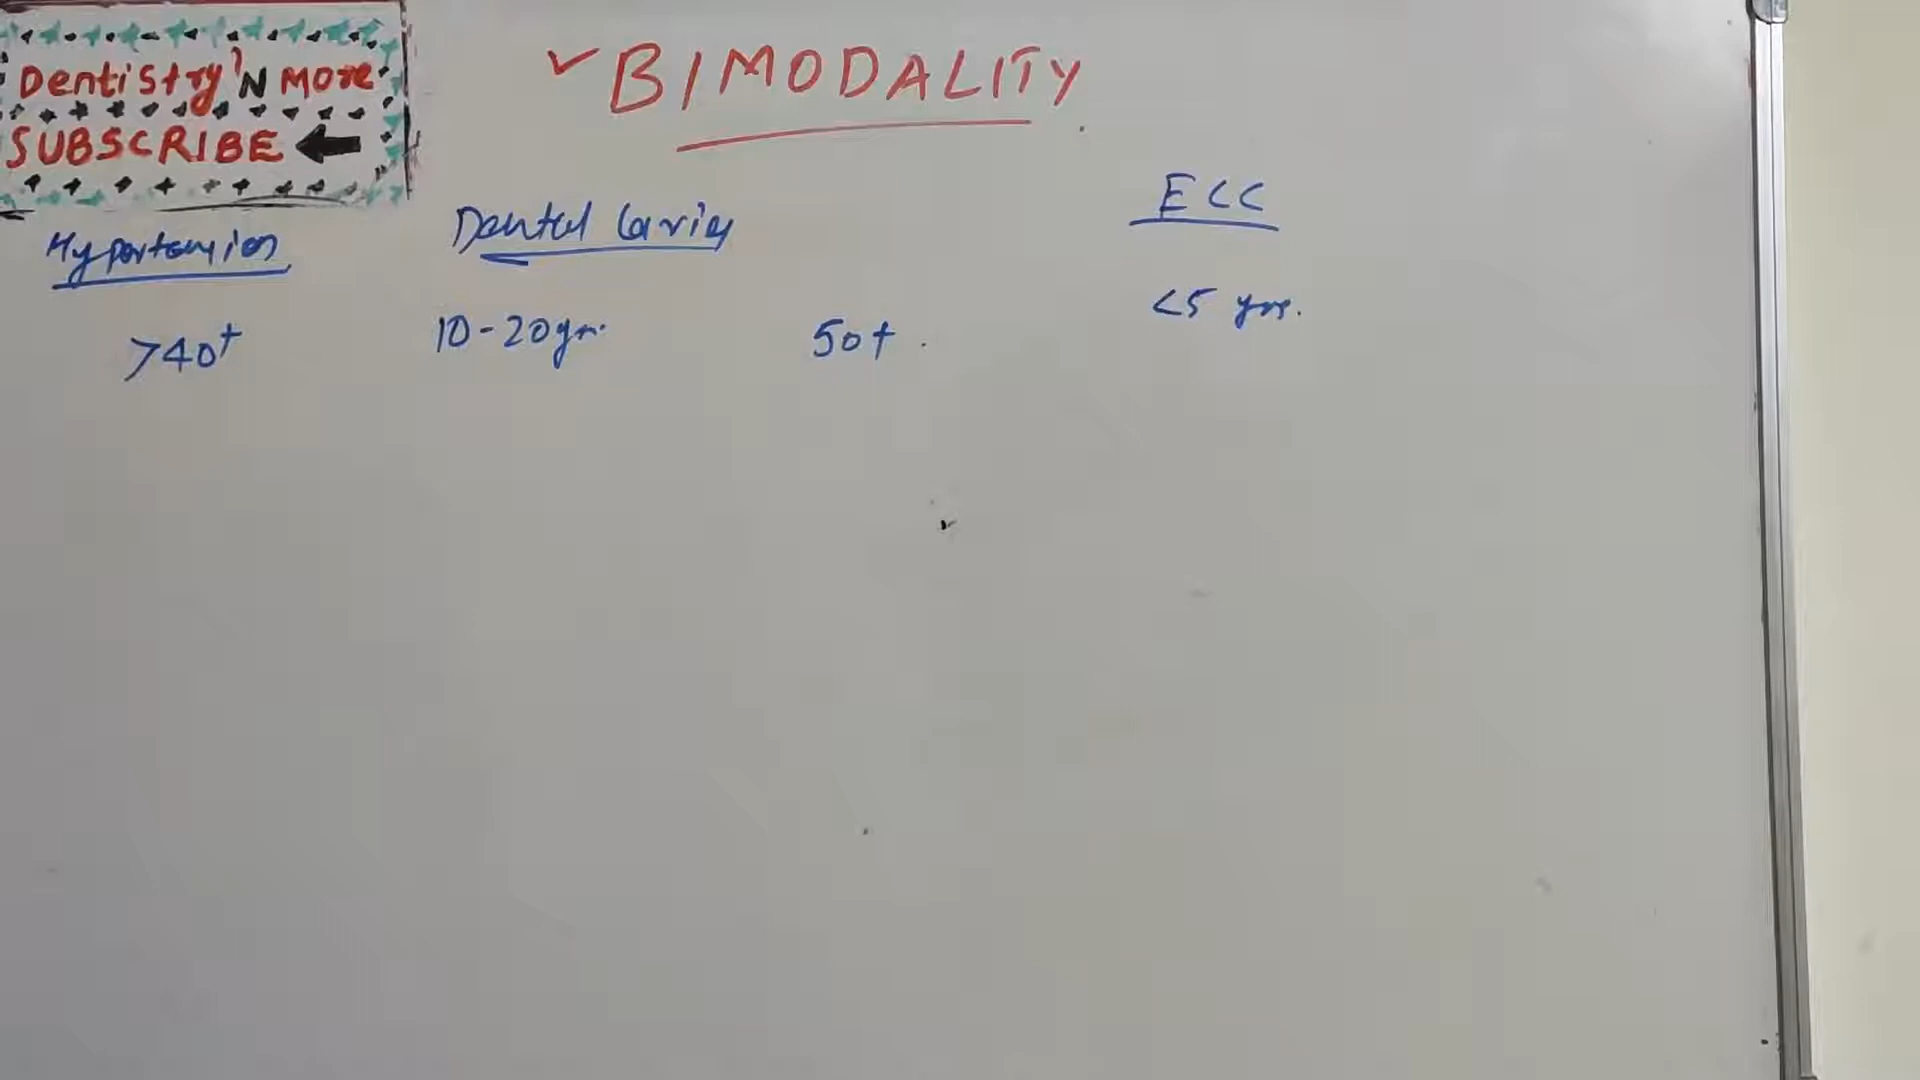 Dentistry'N MORe
SUBSCRIBE
BIMODALITY
Hypertension
>40+
Dental Caries
10-20yr.
50+.
ECC
<5 yrs.